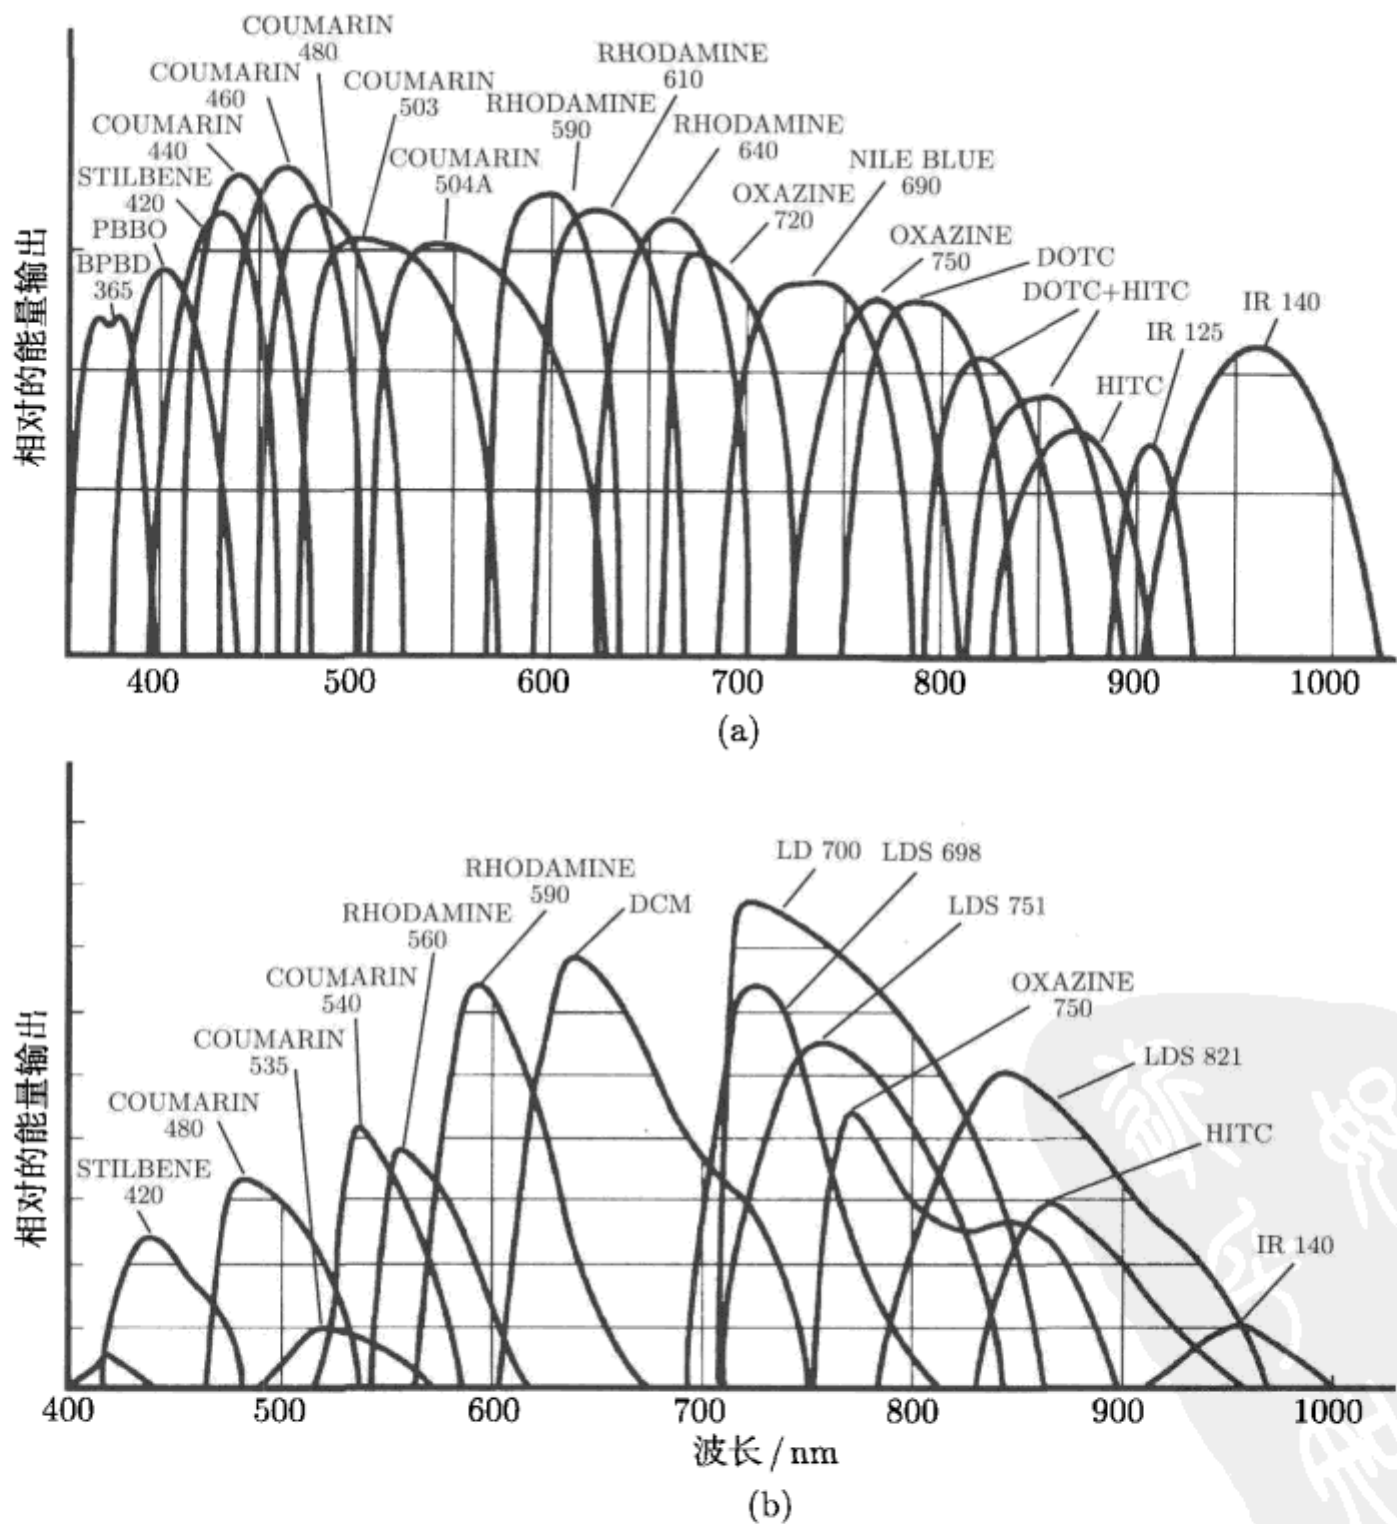 COUMARIN
480
COUMARIN
460
COUMARIN
440
STILBENE
420
PBBO
BPBD
365
COUMARIN
503
COUMARIN
504A
RHODAMINE
590
RHODAMINE
610
RHODAMINE
640
OXAZINE
720
NILE BLUE
690
OXAZINE
750
DOTC
DOTC+HITC
HITC
IR 125
IR 140
相对的能量输出
400
500
600
700
800
900
1000
(a)
STILBENE
420
COUMARIN
480
COUMARIN
535
COUMARIN
540
RHODAMINE
560
RHODAMINE
590
DCM
LD 700
LDS 698
LDS 751
OXAZINE
750
LDS 821
HITC
IR 140
相对的能量输出
400
500
600
700
800
900
1000
波长 / nm
(b)